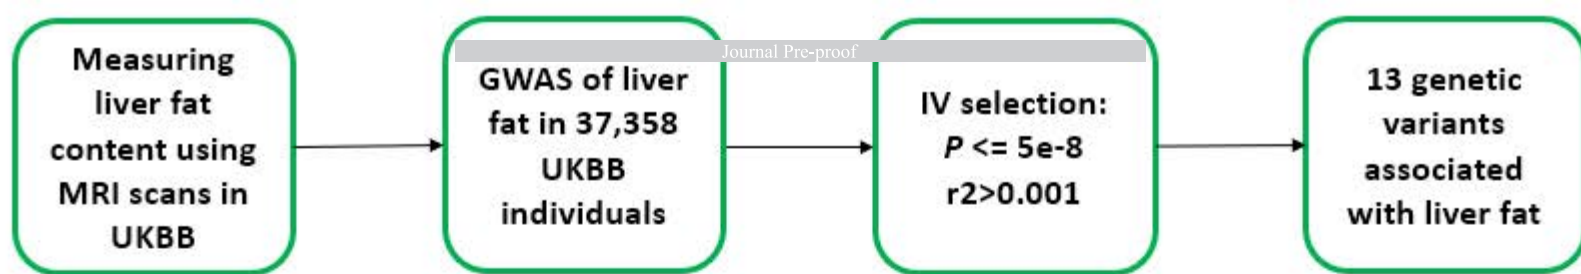 Journal Pre-proof
Measuring
liver fat
content using
MRI scans in
UKBB
GWAS of liver
fat in 37,358
UKBB
individuals
IV selection:
P <= 5e-8
r2>0.001
13 genetic
variants
associated
with liver fat